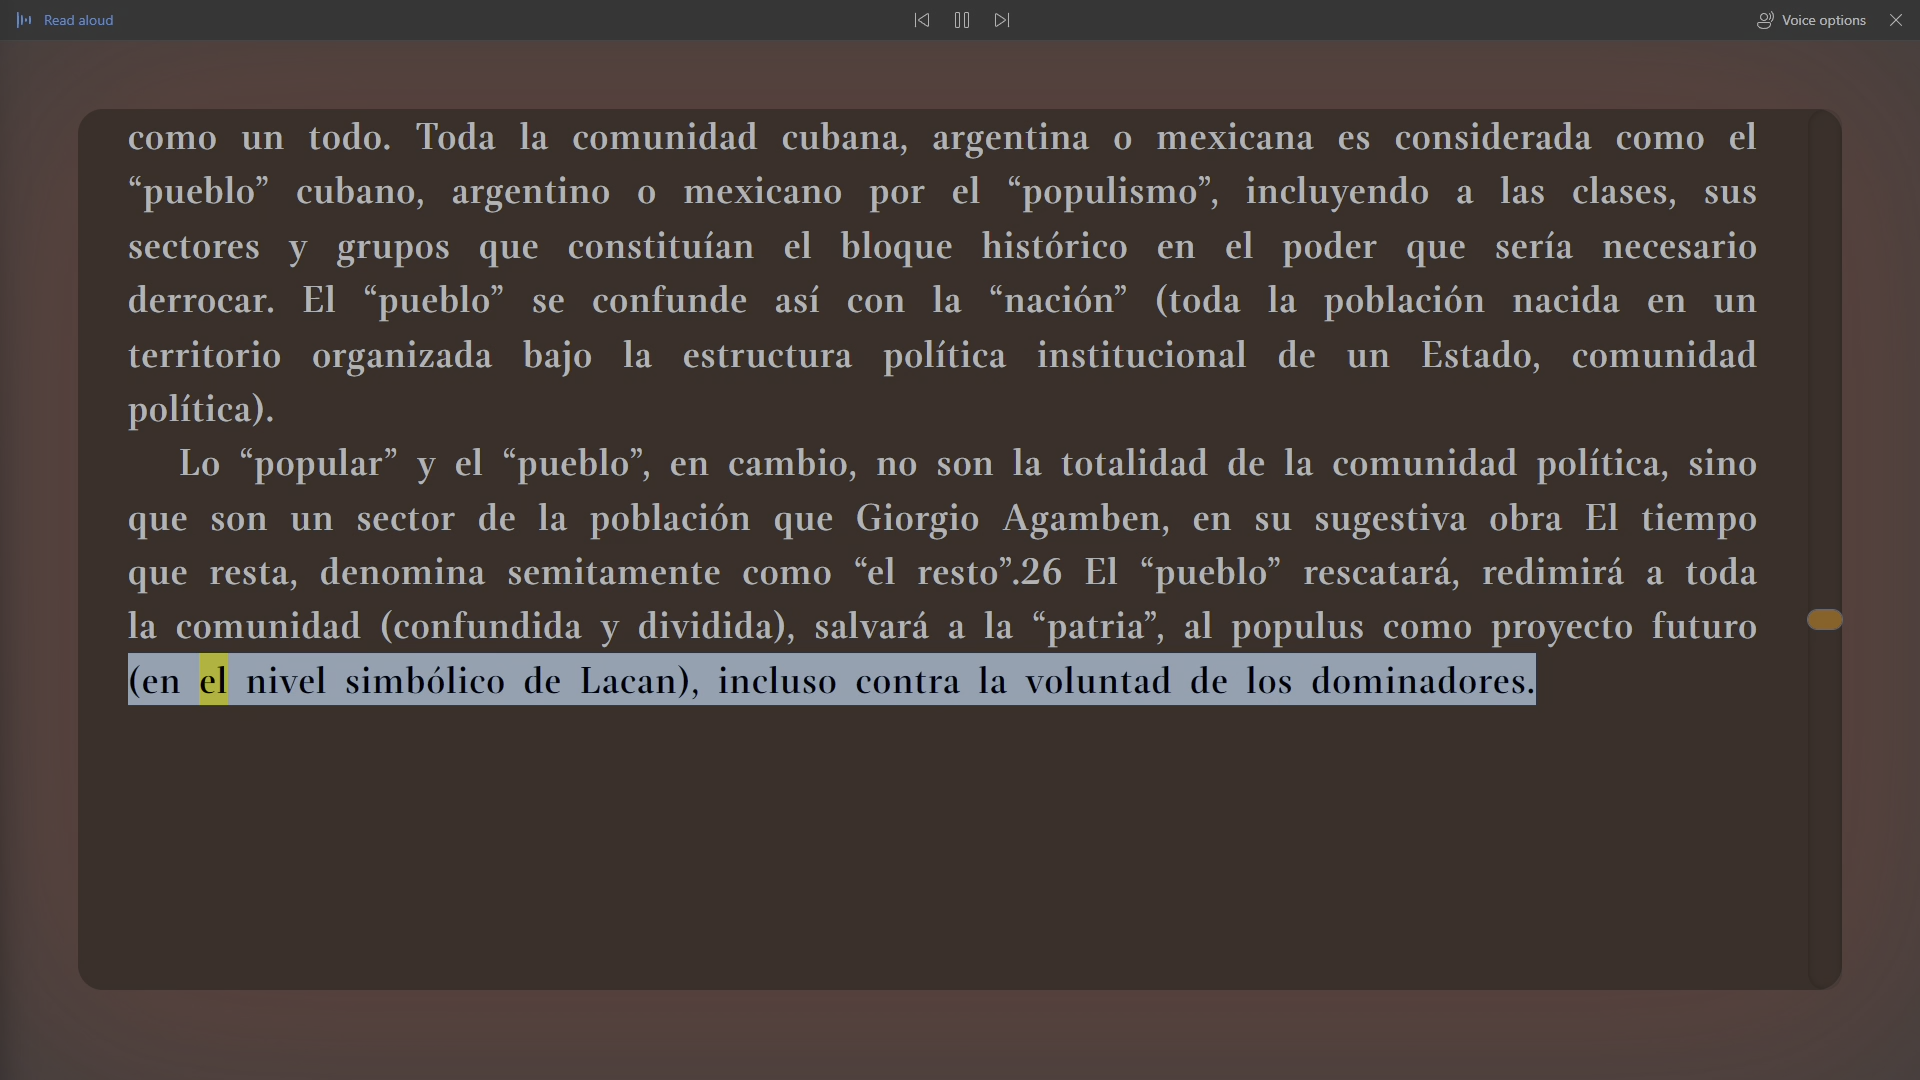 Read aloud
Voice options
como un todo. Toda la comunidad cubana, argentina o mexicana es considerada como el
“pueblo” cubano, argentino o mexicano por el “populismo”, incluyendo a las clases, sus
sectores y grupos que constituían el bloque histórico en el poder que sería necesario
derrocar. El “pueblo” se confunde así con la “nación” (toda la población nacida en un
territorio organizada bajo la estructura política institucional de un Estado, comunidad
política).
Lo “popular” y el “pueblo”, en cambio, no son la totalidad de la comunidad política, sino
que son un sector de la población que Giorgio Agamben, en su sugestiva obra El tiempo
que resta, denomina semitamente como “el resto”.26 El “pueblo” rescatará, redimirá a toda
la comunidad (confundida y dividida), salvará a la “patria”, al populus como proyecto futuro
(en el nivel simbólico de Lacan), incluso contra la voluntad de los dominadores.